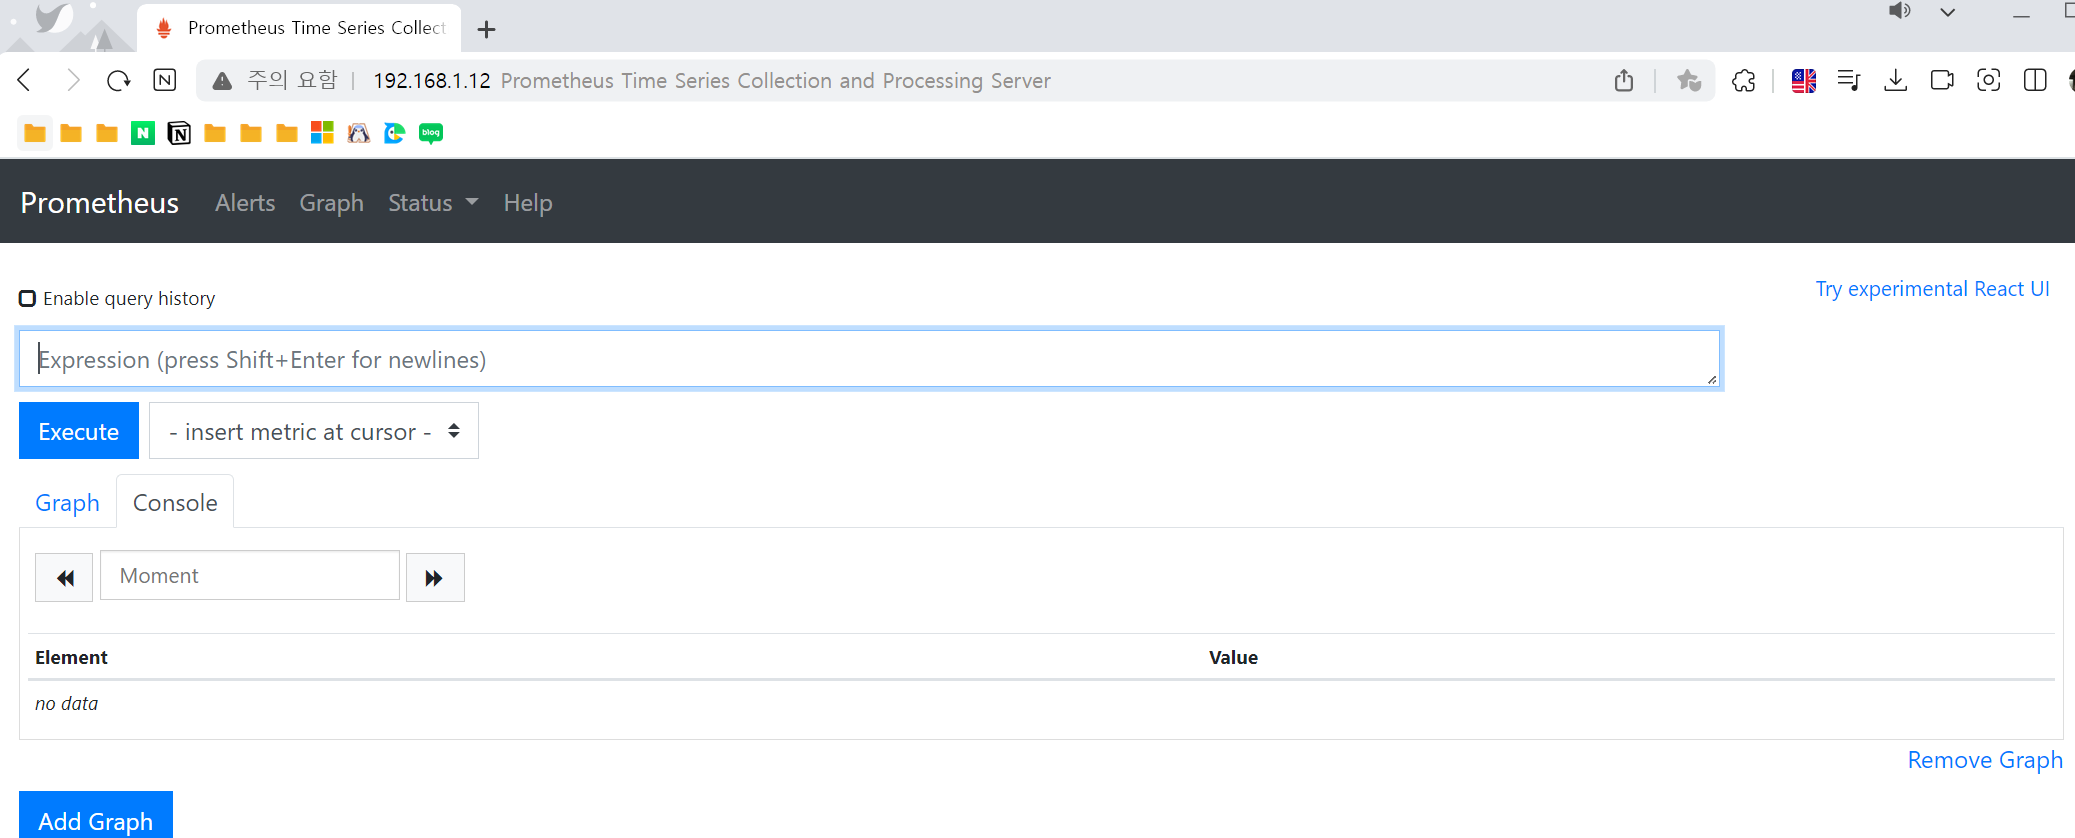 Prometheus Time Series Collect
주의 요함 | 192.168.1.12 Prometheus Time Series Collection and Processing Server
N
N
blog
Prometheus Alerts Graph Status Help
Try experimental React UI
Enable query history
Expression (press Shift+Enter for newlines)
Execute - insert metric at cursor -
Graph Console
Moment
Element Value
no data
Remove Graph
Add Graph